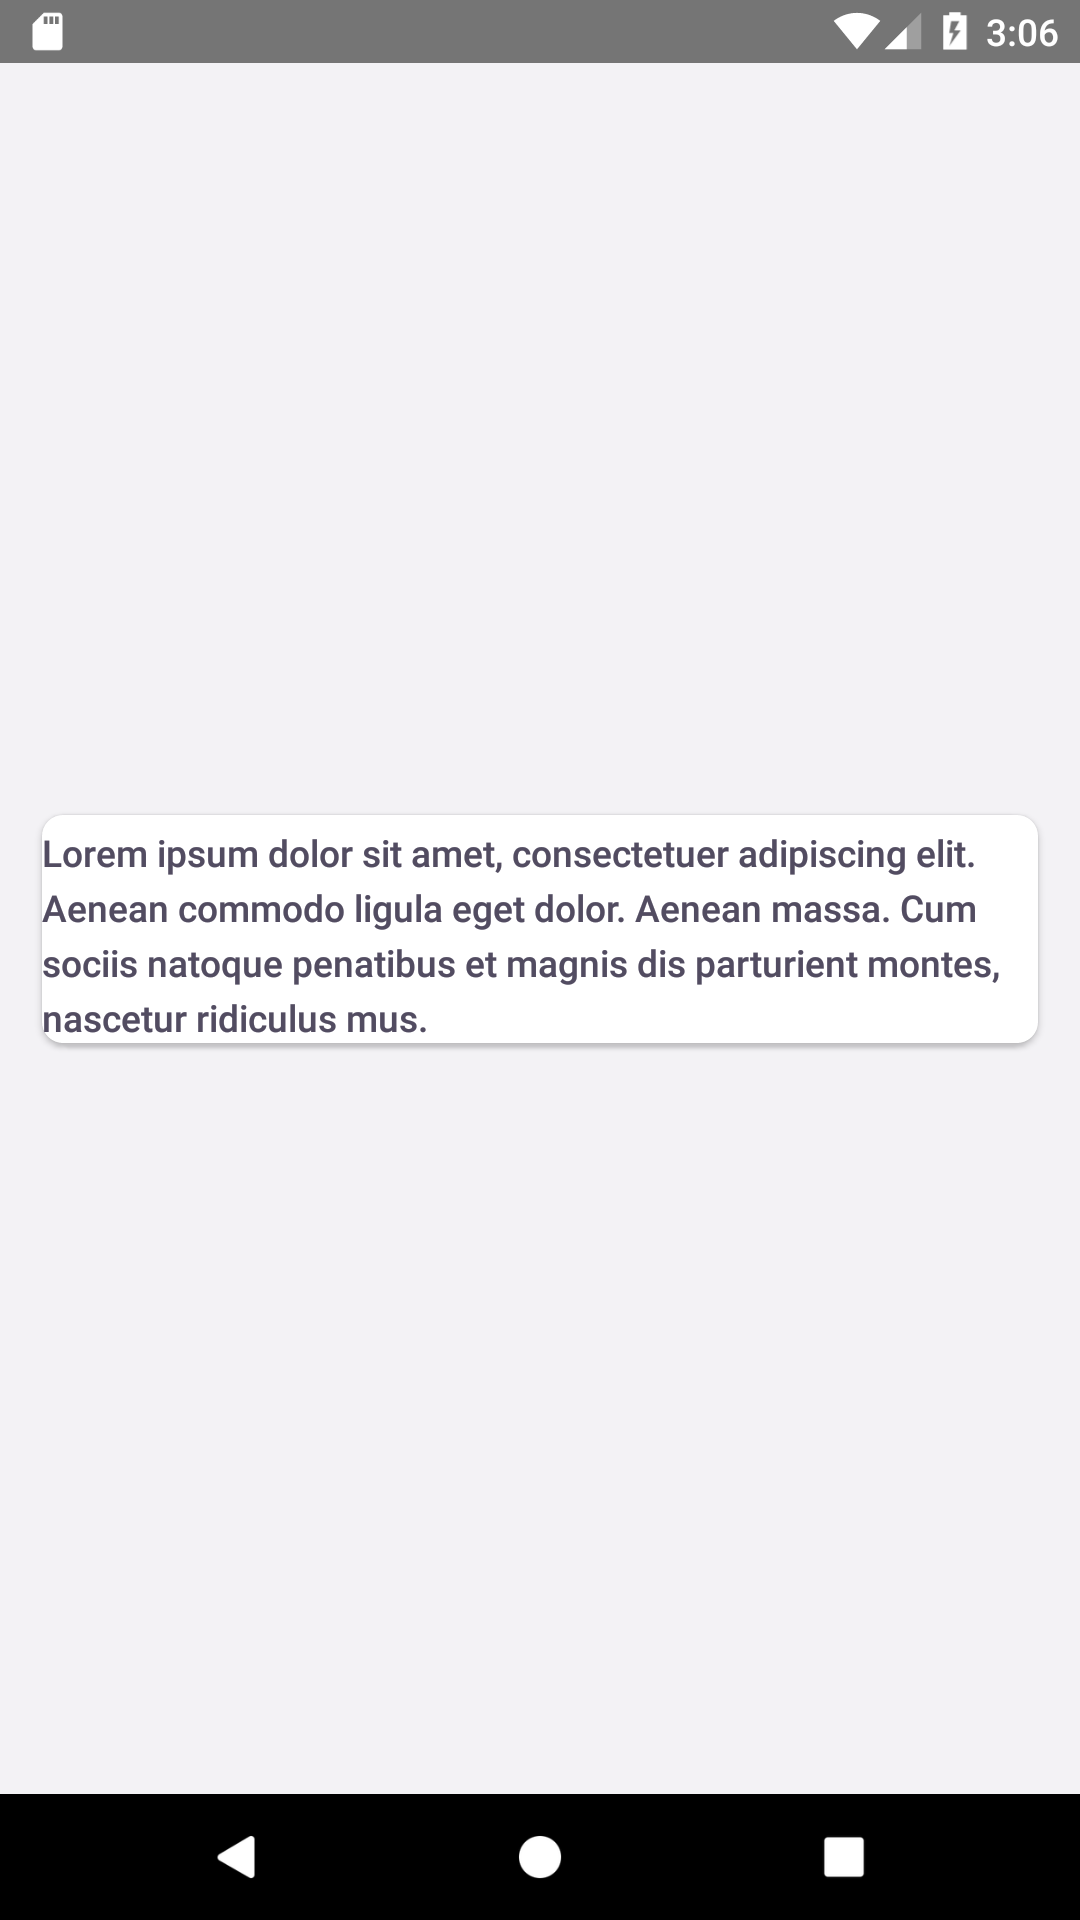 3:06
Lorem ipsum dolor sit amet, consectetuer adipiscing elit.
Aenean commodo ligula eget dolor. Aenean massa. Cum
sociis natoque penatibus et magnis dis parturient montes,
nascetur ridiculus mus.